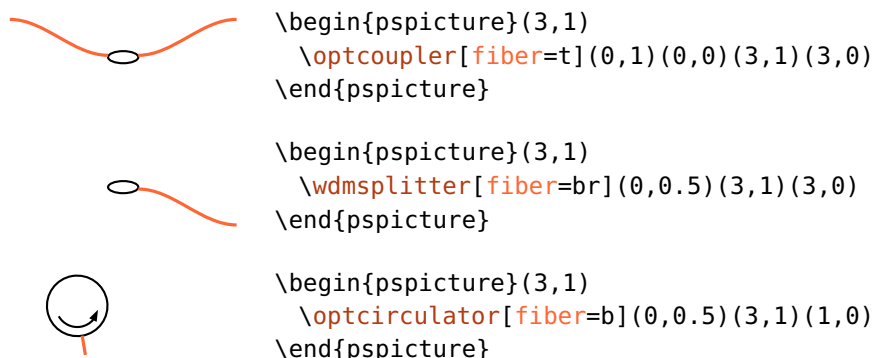 \begin{pspicture}(3,1)
\optcoupler[fiber=t](0,1)(0,0)(3,1)(3,0)
\end{pspicture}
\begin{pspicture}(3,1)
\wdmsplitter[fiber=br](0,0.5)(3,1)(3,0)
\end{pspicture}
\begin{pspicture}(3,1)
\optcirculator[fiber=b](0,0.5)(3,1)(1,0)
\end{pspicture}